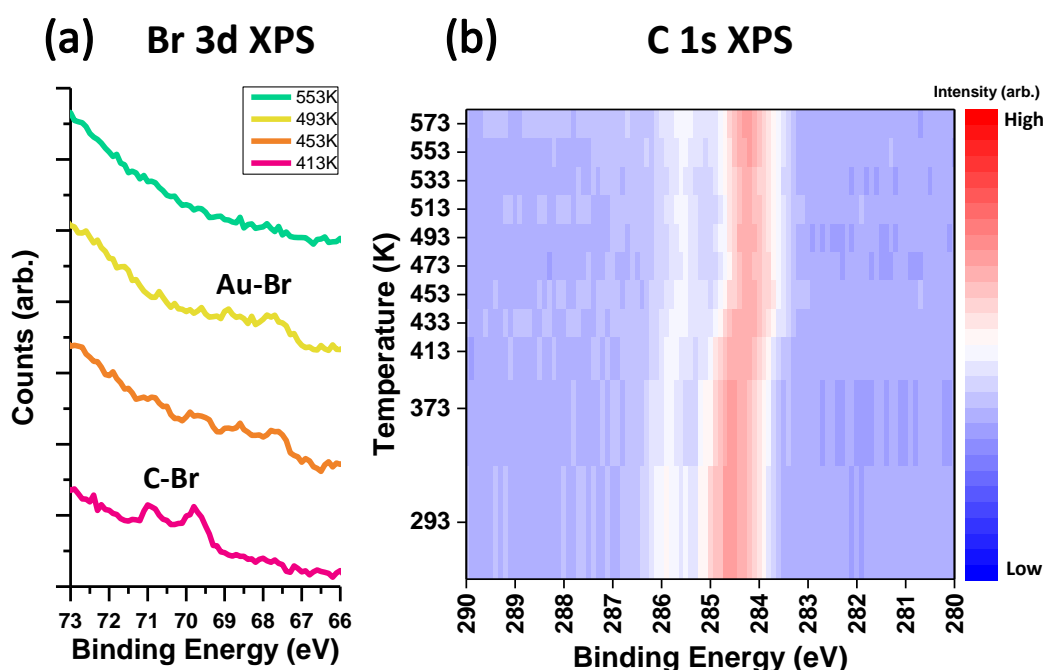 (a) Br 3d XPS
553K
493K
453K
413K
Au-Br
C-Br
Counts (arb.)
73 72 71 70 69 68 67 66
Binding Energy (eV)
(b) C 1s XPS
Temperature (K)
573
553
533
513
493
473
453
433
413
373
293
290 289 288 287 286 285 284 283 282 281 280
Binding Energy (eV)
Intensity (arb.)
High
Low